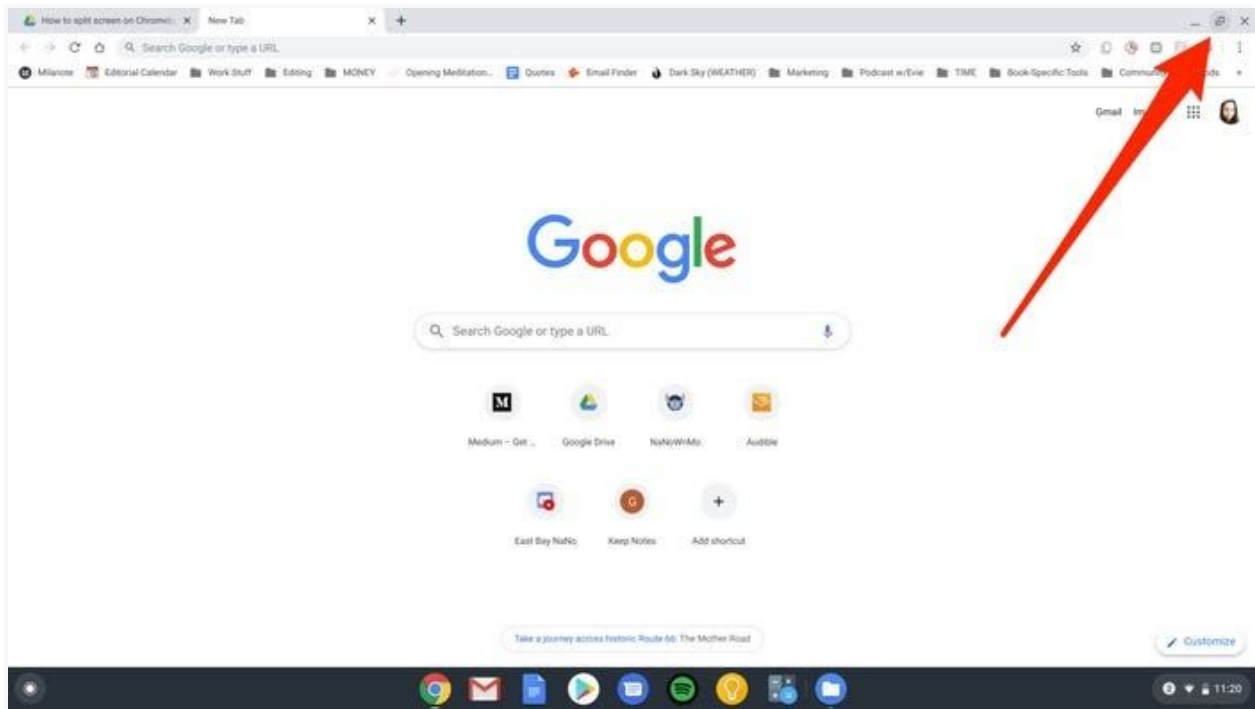 How to split screen on Chromeb
New Tab
Search Google or type a URL
Milanote Editorial Calendar Work Stuff Editing MONEY Opening Meditation... Quotes Email Finder Dark Sky (WEATHER) Marketing Podcast w/Evie TIME Book-Specific Tools
Gmail
Google
Search Google or type a URL
Medium – Get ... Google Drive NaNoWriMo Audible
G
East Bay NaNo Keep Notes Add shortcut
Take a journey across historic Route 66: The Mother Road
Customize
11:20